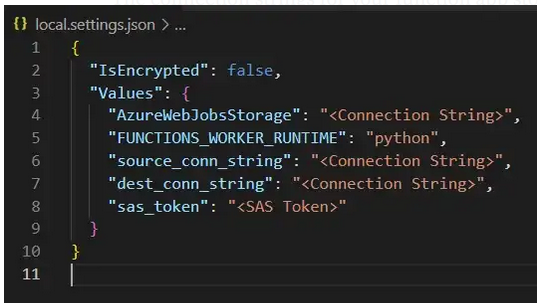 {} local.settings.json > ...
1 {
2 "IsEncrypted": false,
3 "Values": {
4 "AzureWebJobsStorage": "<Connection String>",
5 "FUNCTIONS_WORKER_RUNTIME": "python",
6 "source_conn_string": "<Connection String>",
7 "dest_conn_string": "<Connection String>",
8 "sas_token": "<SAS Token>"
9 }
10 }
11